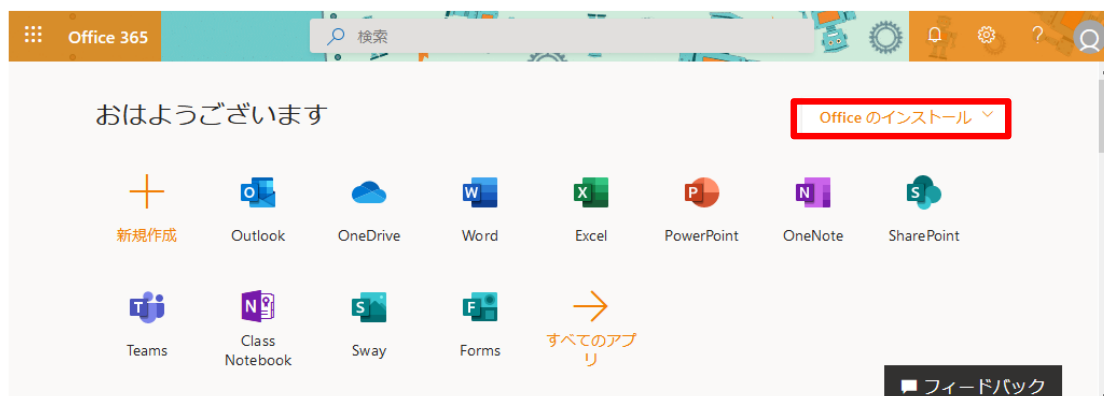 Office 365
検索
?
おはようございます
Office のインストール
新規作成
Outlook
OneDrive
Word
Excel
PowerPoint
OneNote
SharePoint
Teams
Class
Notebook
Sway
Forms
すべてのアプ
リ
フィードバック